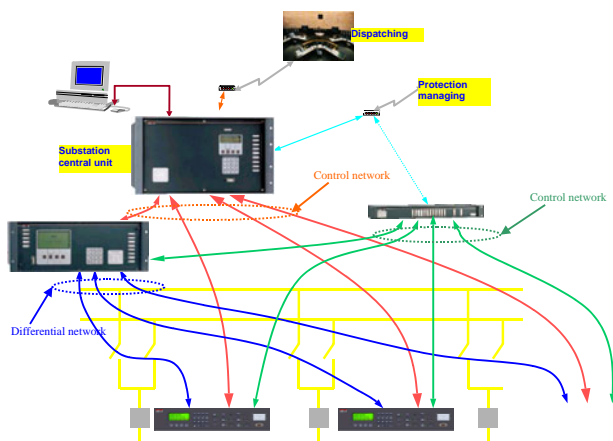 Dispatching
Protection
managing
Substation
central unit
Control network
Control network
Differential network